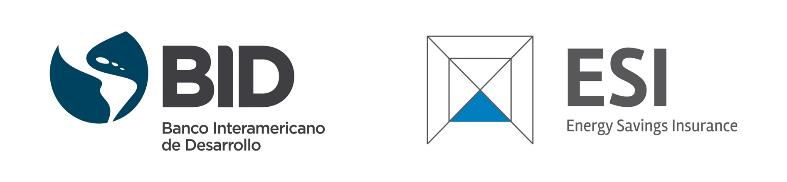 BID
Banco Interamericano
de Desarrollo
ESI
Energy Savings Insurance